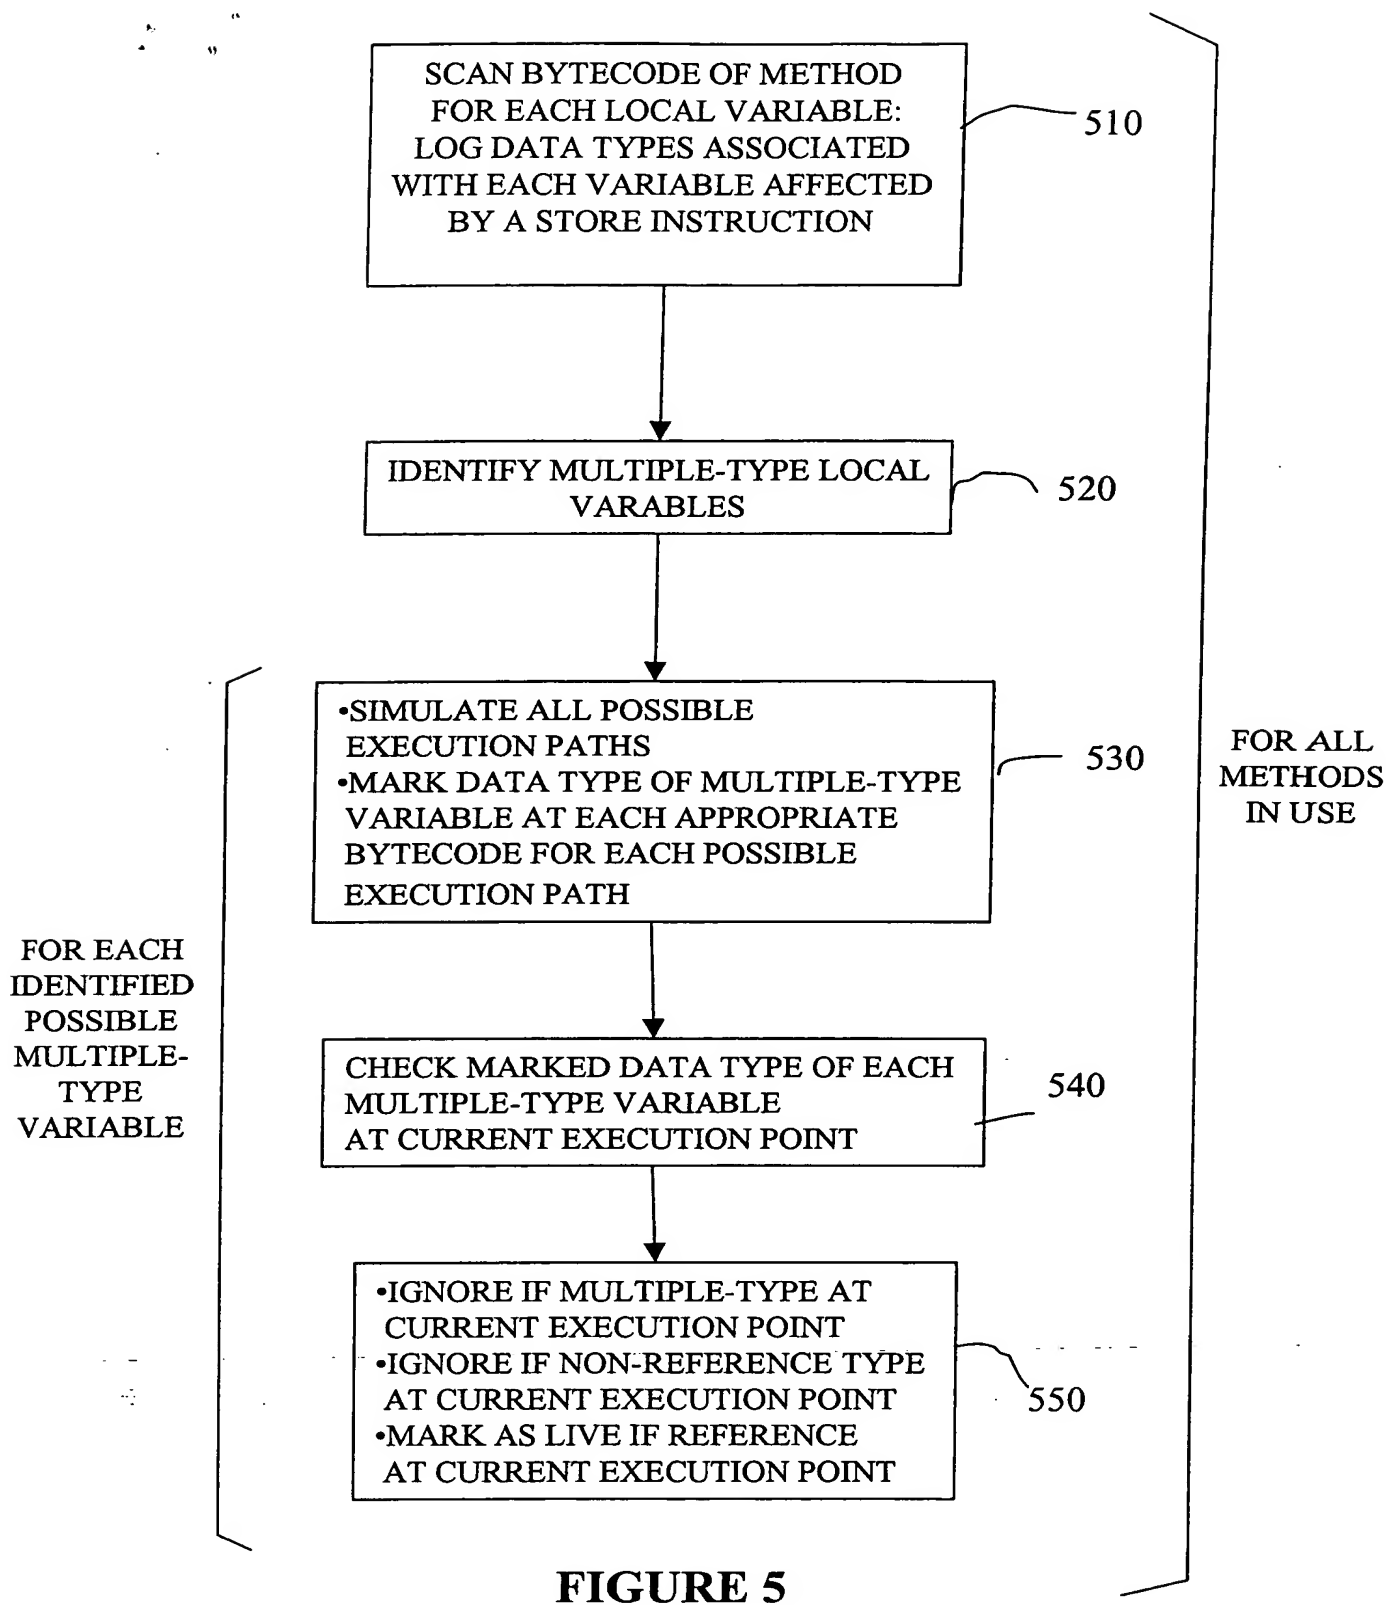 SCAN BYTECODE OF METHOD
FOR EACH LOCAL VARIABLE:
LOG DATA TYPES ASSOCIATED
WITH EACH VARIABLE AFFECTED
BY A STORE INSTRUCTION
510
IDENTIFY MULTIPLE-TYPE LOCAL
VARABLES
520
•SIMULATE ALL POSSIBLE
EXECUTION PATHS
•MARK DATA TYPE OF MULTIPLE-TYPE
VARIABLE AT EACH APPROPRIATE
BYTECODE FOR EACH POSSIBLE
EXECUTION PATH
530
FOR ALL
METHODS
IN USE
FOR EACH
IDENTIFIED
POSSIBLE
MULTIPLE-
TYPE
VARIABLE
CHECK MARKED DATA TYPE OF EACH
MULTIPLE-TYPE VARIABLE
AT CURRENT EXECUTION POINT
540
•IGNORE IF MULTIPLE-TYPE AT
CURRENT EXECUTION POINT
•IGNORE IF NON-REFERENCE TYPE
AT CURRENT EXECUTION POINT
•MARK AS LIVE IF REFERENCE
AT CURRENT EXECUTION POINT
550
FIGURE 5